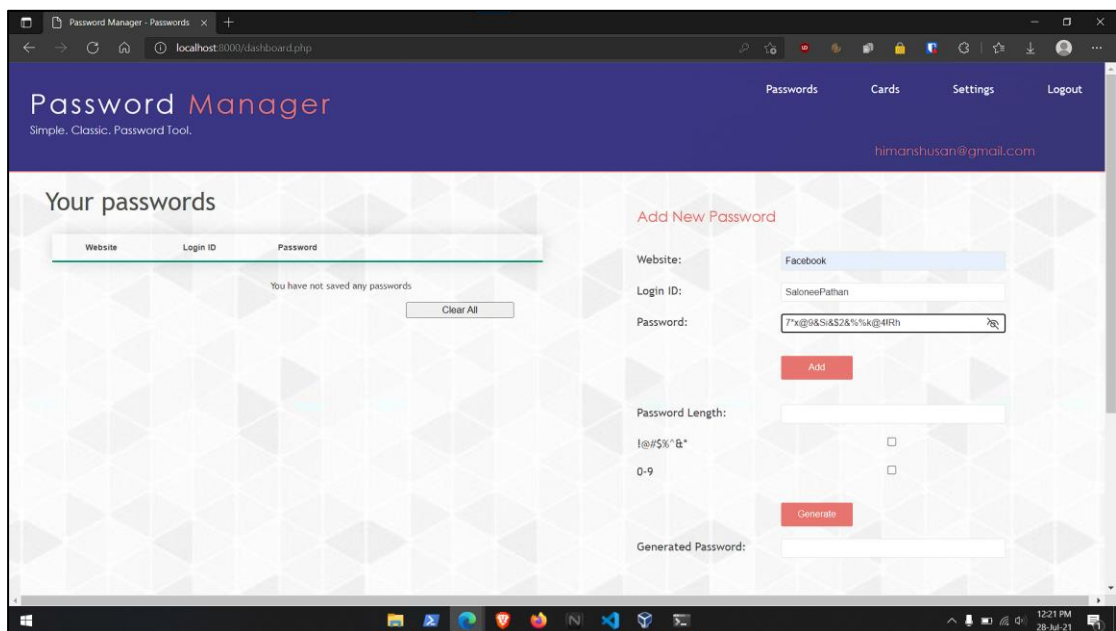 Password Manager - Passwords
localhost:8000/dashboard.php
Password Manager
Simple. Classic. Password Tool.
Passwords Cards Settings Logout
himanshusan@gmail.com
Your passwords
Website Login ID Password
You have not saved any passwords
Clear All
Add New Password
Website: Facebook
Login ID: SaloneePathan
Password: 7*x@9&Si&$2&%%k@4!Rh
Add
Password Length:
!@#$%^&*
0-9
Generate
Generated Password:
12:21 PM
28-Jul-21